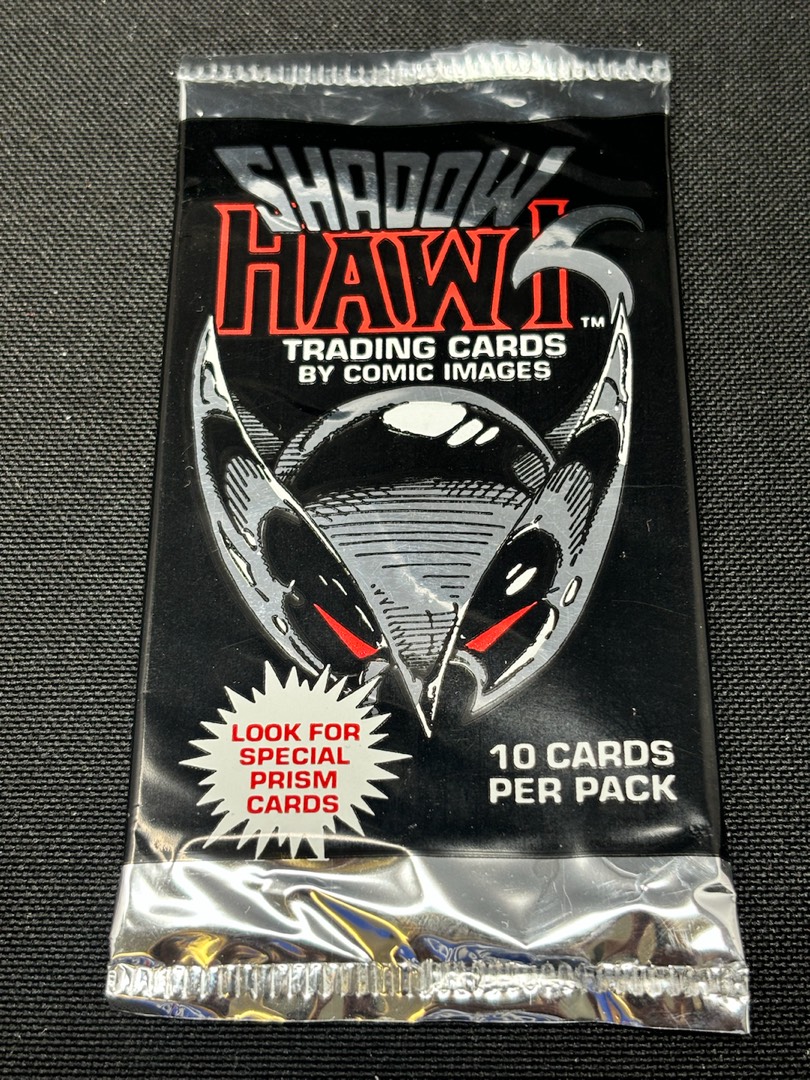 SHADOW
HAWK
TM
TRADING CARDS
BY COMIC IMAGES
LOOK FOR
SPECIAL
PRISM
CARDS
10 CARDS
PER PACK